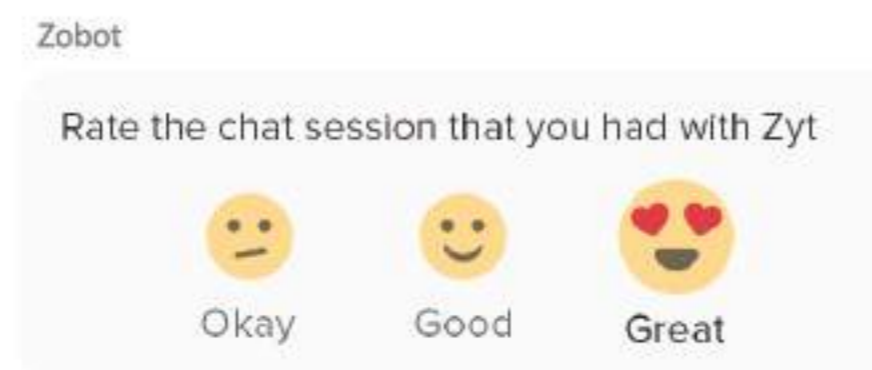 Zobot
Rate the chat session that you had with Zyt
Okay Good Great